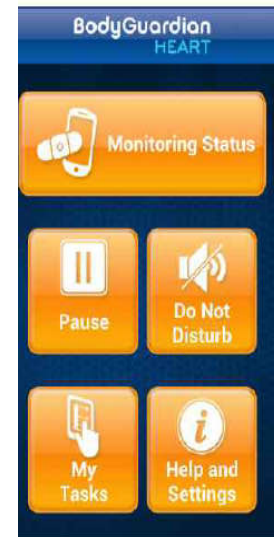 BodyGuardian
HEART
Monitoring Status
Pause
Do Not
Disturb
My
Tasks
Help and
Settings